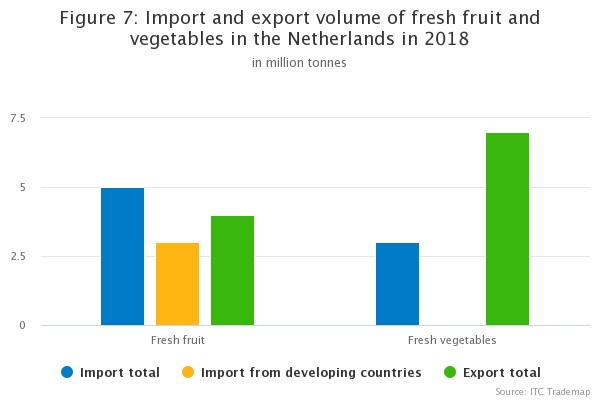 Figure 7: Import and export volume of fresh fruit and
vegetables in the Netherlands in 2018
in million tonnes
7.5
5
2.5
0
Fresh fruit
Fresh vegetables
Import total
Import from developing countries
Export total
Source: ITC Trademap